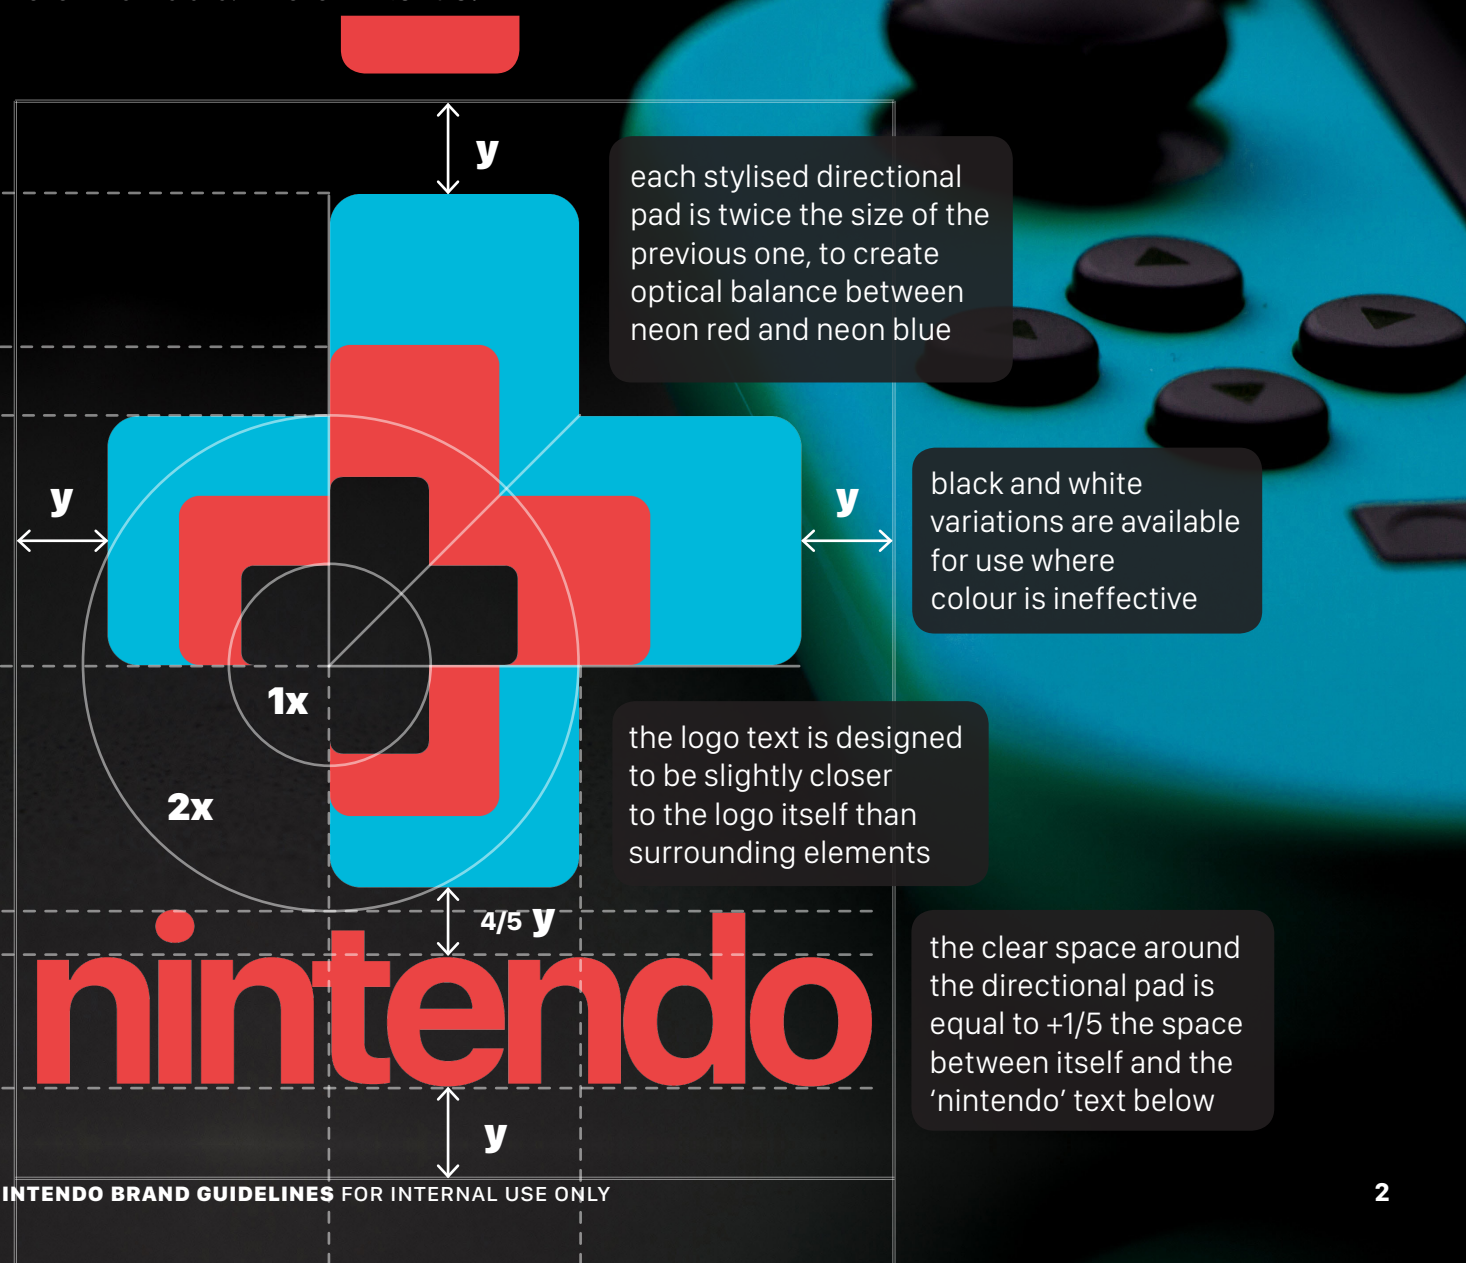 y
each stylised directional
pad is twice the size of the
previous one, to create
optical balance between
neon red and neon blue
y
y
black and white
variations are available
for use where
colour is ineffective
1x
2x
the logo text is designed
to be slightly closer
to the logo itself than
surrounding elements
4/5 y
nintendo
the clear space around
the directional pad is
equal to +1/5 the space
between itself and the
‘nintendo’ text below
y
INTENDO BRAND GUIDELINES FOR INTERNAL USE ONLY
2